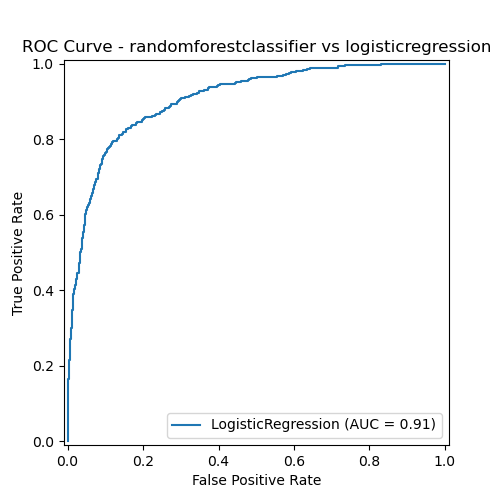 ROC Curve - randomforestclassifier vs logisticregression
1.0
0.8
0.6
0.4
0.2
0.0
True Positive Rate
LogisticRegression (AUC = 0.91)
0.0 0.2 0.4 0.6 0.8 1.0
False Positive Rate